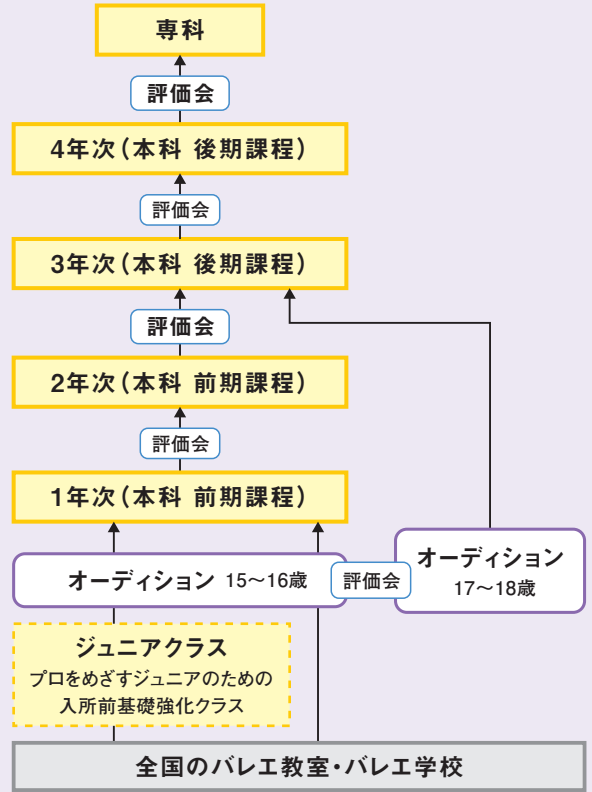 専科
評価会
4年次（本科 後期課程）
評価会
3年次（本科 後期課程）
評価会
2年次（本科 前期課程）
評価会
1年次（本科 前期課程）
オーディション 15〜16歳
評価会
オーディション
17〜18歳
ジュニアクラス
プロをめざすジュニアのための
入所前基礎強化クラス
全国のバレエ教室・バレエ学校